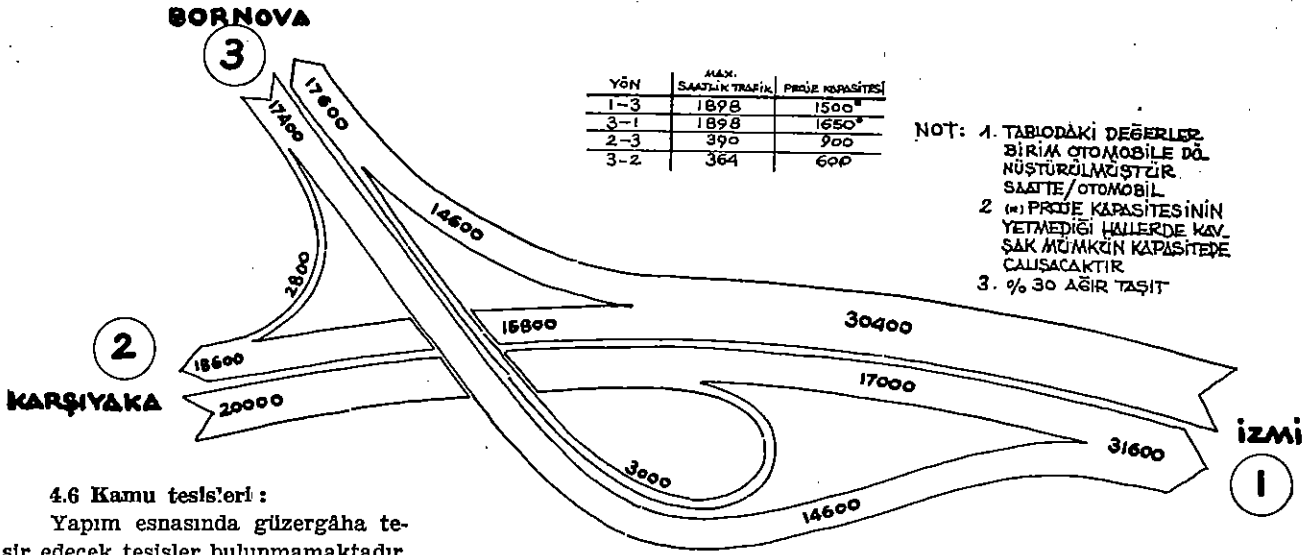 BORNOVA
3
17400
17600
YÖN MAX. SAATLİK TRAFİK PROJE KAPASİTESİ
1-3 1898 1500*
3-1 1898 1650*
2-3 390 900
3-2 364 600
NOT: 1. TABLODAKİ DEĞERLER
BİRİM OTOMOBİLE DÖ
NÜŞTÜRÜLMÜŞTÜR
SAATTE/OTOMOBİL
2 (*) PROJE KAPASİTESİNİN
YETMEDİĞİ HALLERDE KAV_
ŞAK MÜMKÜN KAPASİTEDE
ÇALIŞACAKTIR
3. % 30 AĞIR TAŞIT
14600
2800
15800
30400
2
18600
KARŞIYAKA
20000
17000
İZMİ
31600
1
3000
14600
4.6 Kamu tesisleri :
Yapım esnasında güzergâha te-
sir edecek tesisler bulunmamaktadır